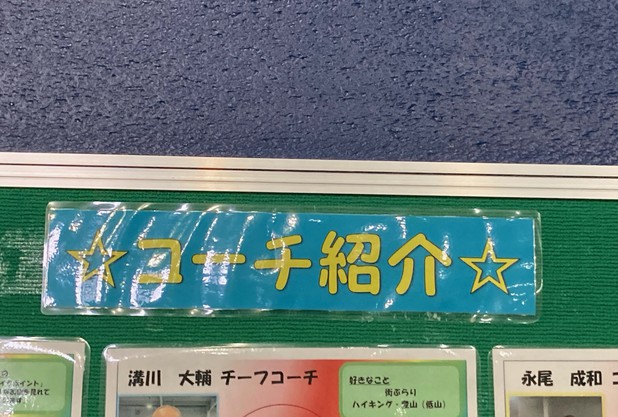 ☆コーチ紹介☆
溝川 大輔 チーフコーチ
好きなこと
街ぶらり
ハイキング・登山（低山）
永尾 成和